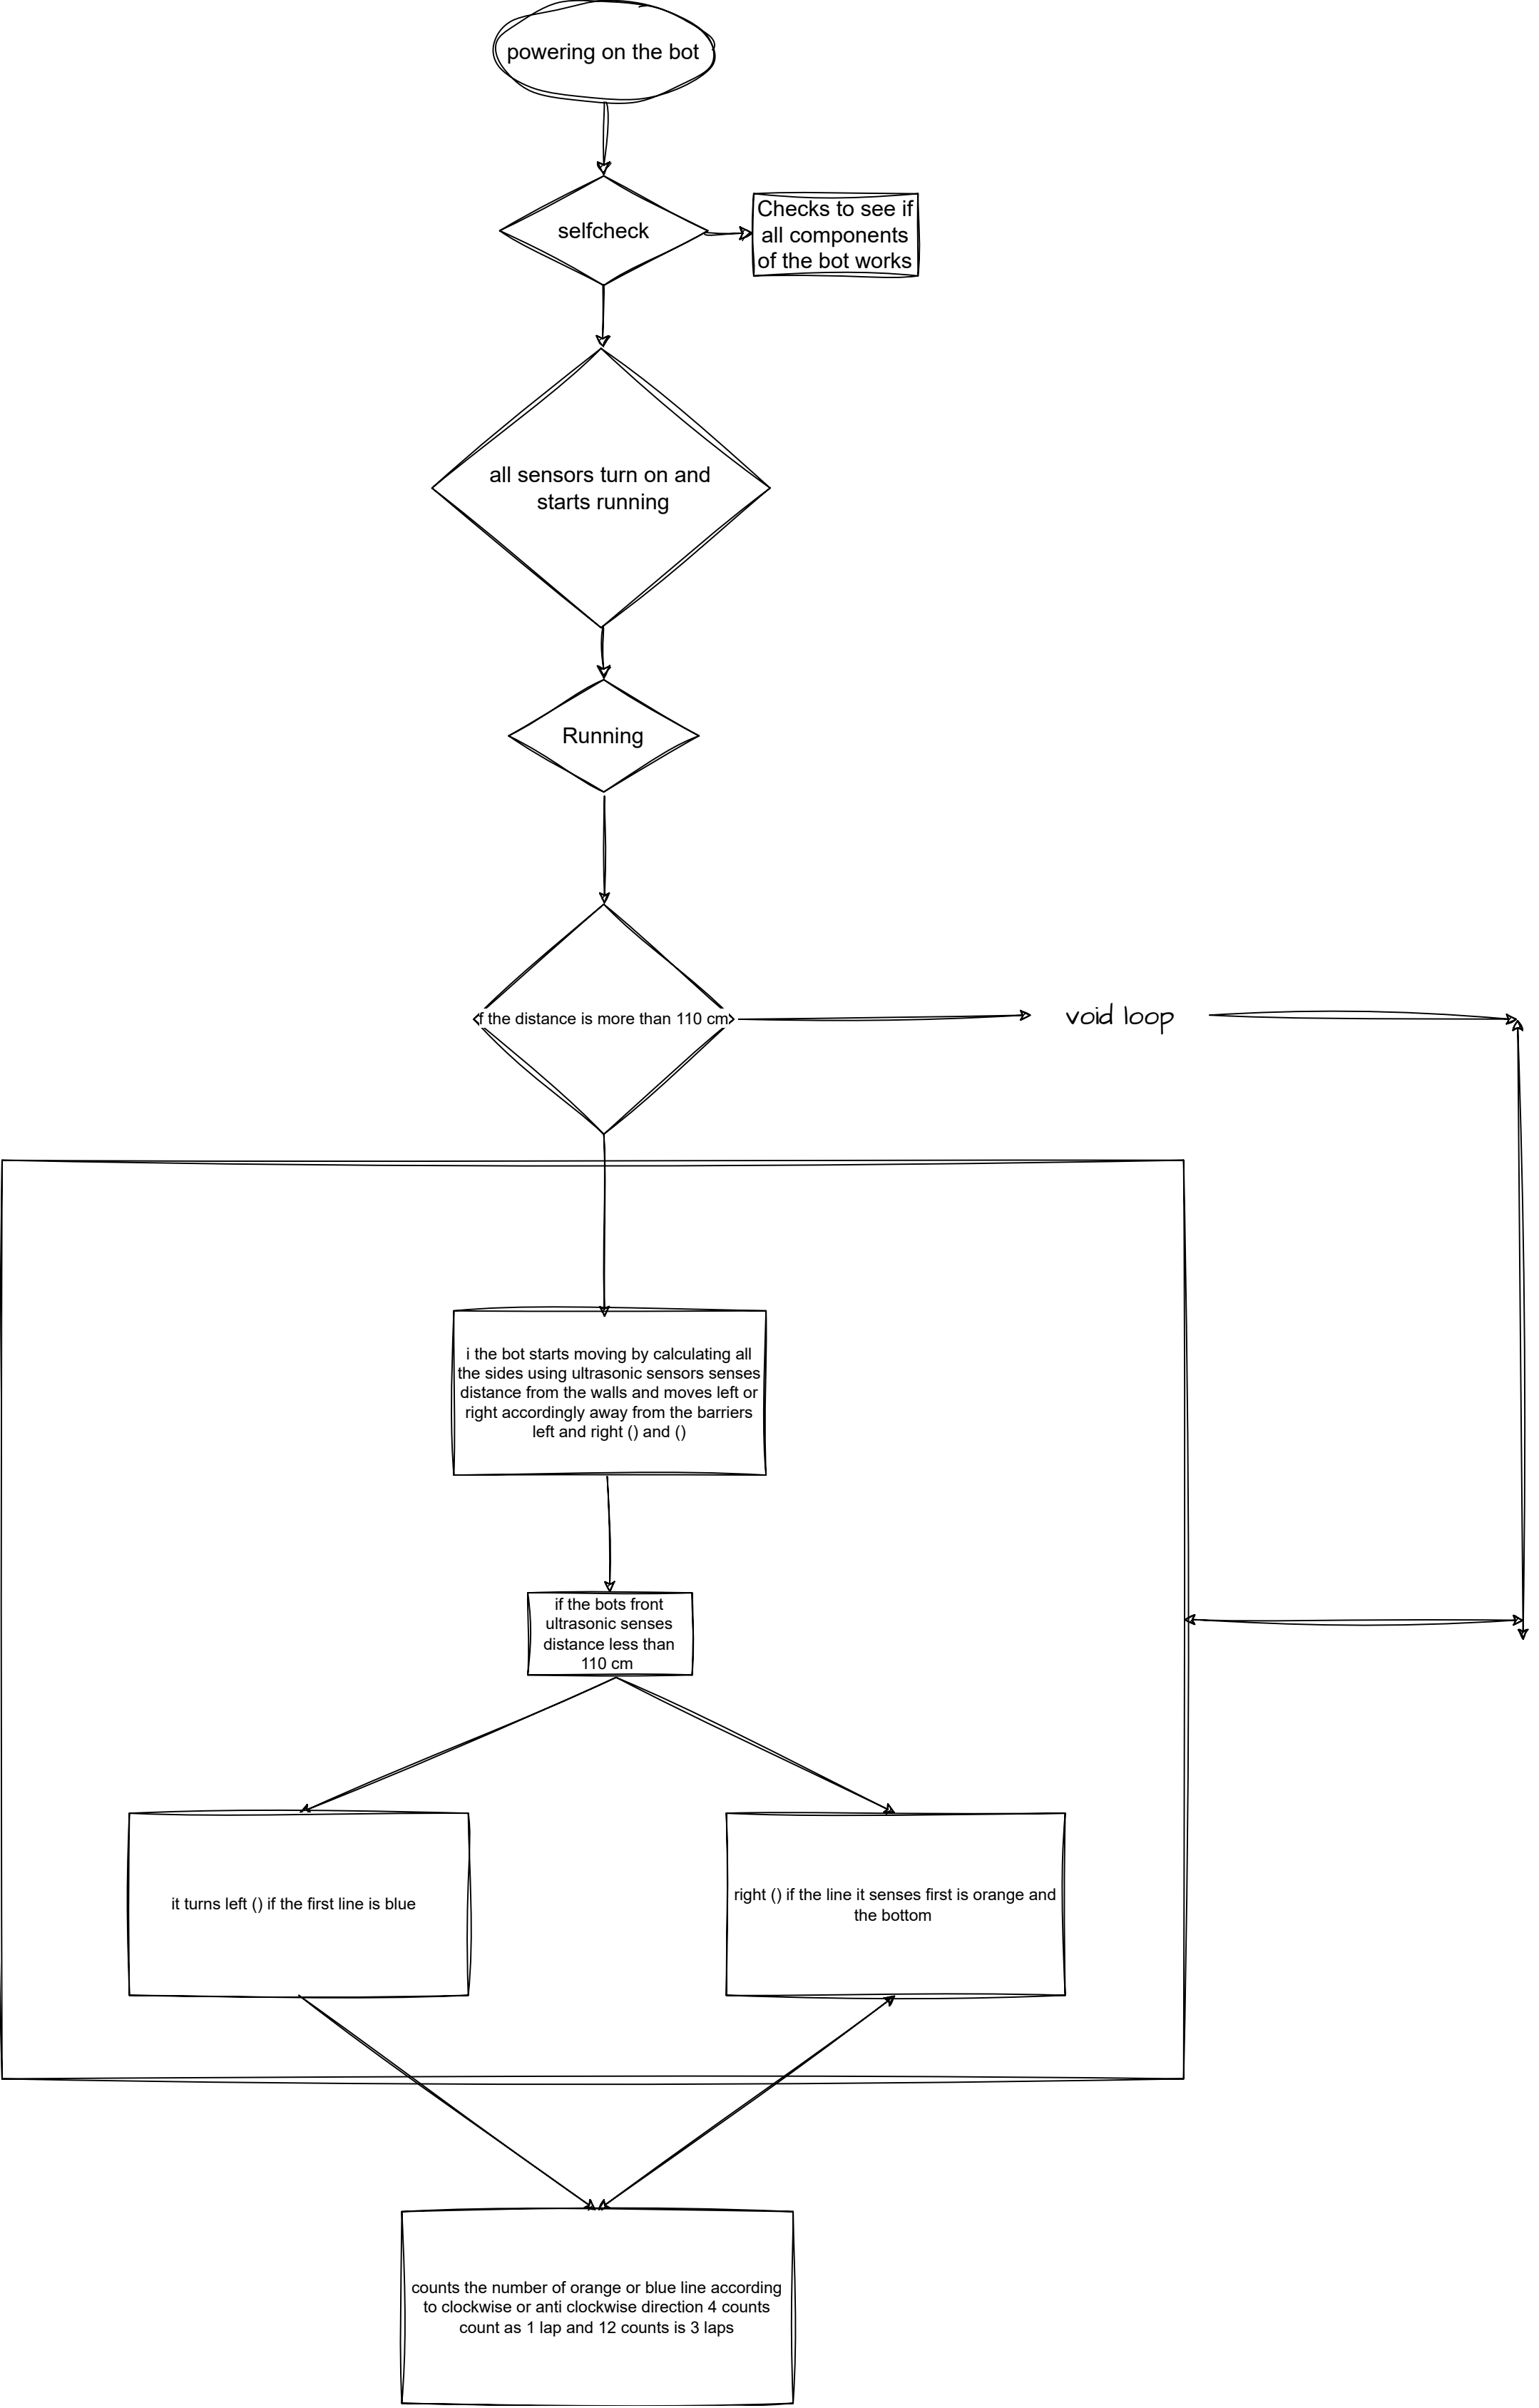 powering on the bot
selfcheck
Checks to see if
all components
of the bot works
all sensors turn on and
starts running
Running
f the distance is more than 110 cm
void loop
i the bot starts moving by calculating all
the sides using ultrasonic sensors senses
distance from the walls and moves left or
right accordingly away from the barriers
left and right () and ()
if the bots front
ultrasonic senses
distance less than
110 cm
it turns left () if the first line is blue
right () if the line it senses first is orange and
the bottom
counts the number of orange or blue line according
to clockwise or anti clockwise direction 4 counts
count as 1 lap and 12 counts is 3 laps